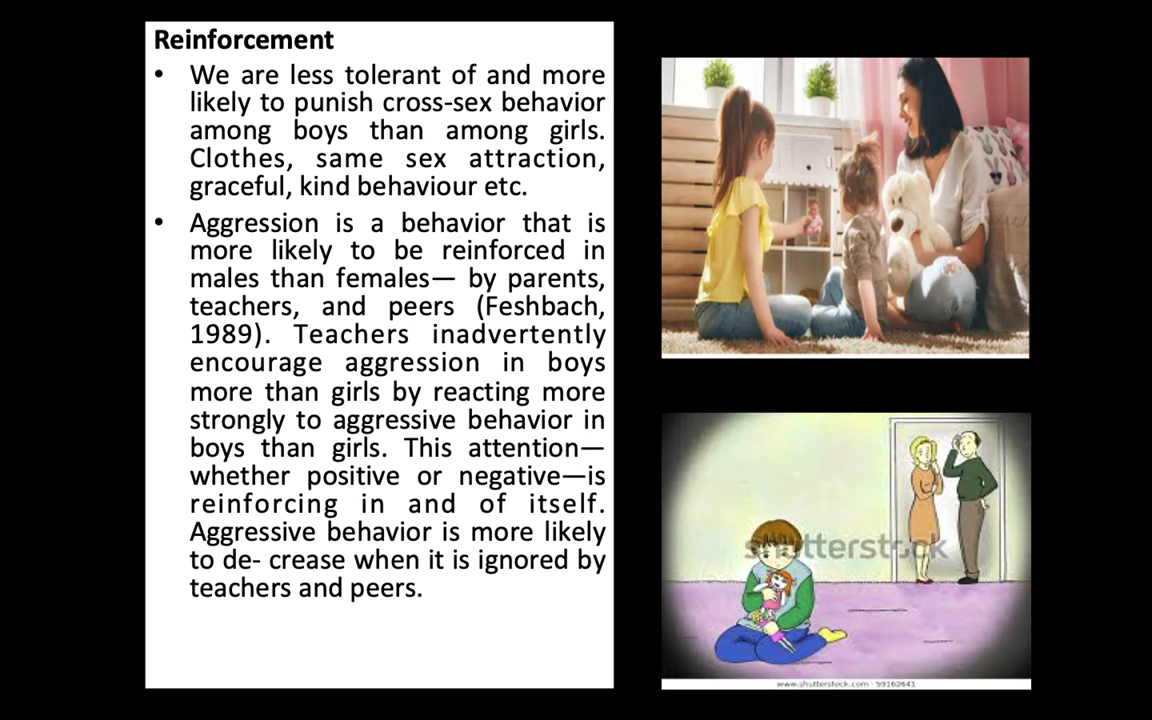 Reinforcement
• We are less tolerant of and more
likely to punish cross-sex behavior
among boys than among girls.
Clothes, same sex attraction,
graceful, kind behaviour etc.
• Aggression is a behavior that is
more likely to be reinforced in
males than females— by parents,
teachers, and peers (Feshbach,
1989). Teachers inadvertently
encourage aggression in boys
more than girls by reacting more
strongly to aggressive behavior in
boys than girls. This attention—
whether positive or negative—is
reinforcing in and of itself.
Aggressive behavior is more likely
to de- crease when it is ignored by
teachers and peers.
shutterstock
www.shutterstock.com · 59162641